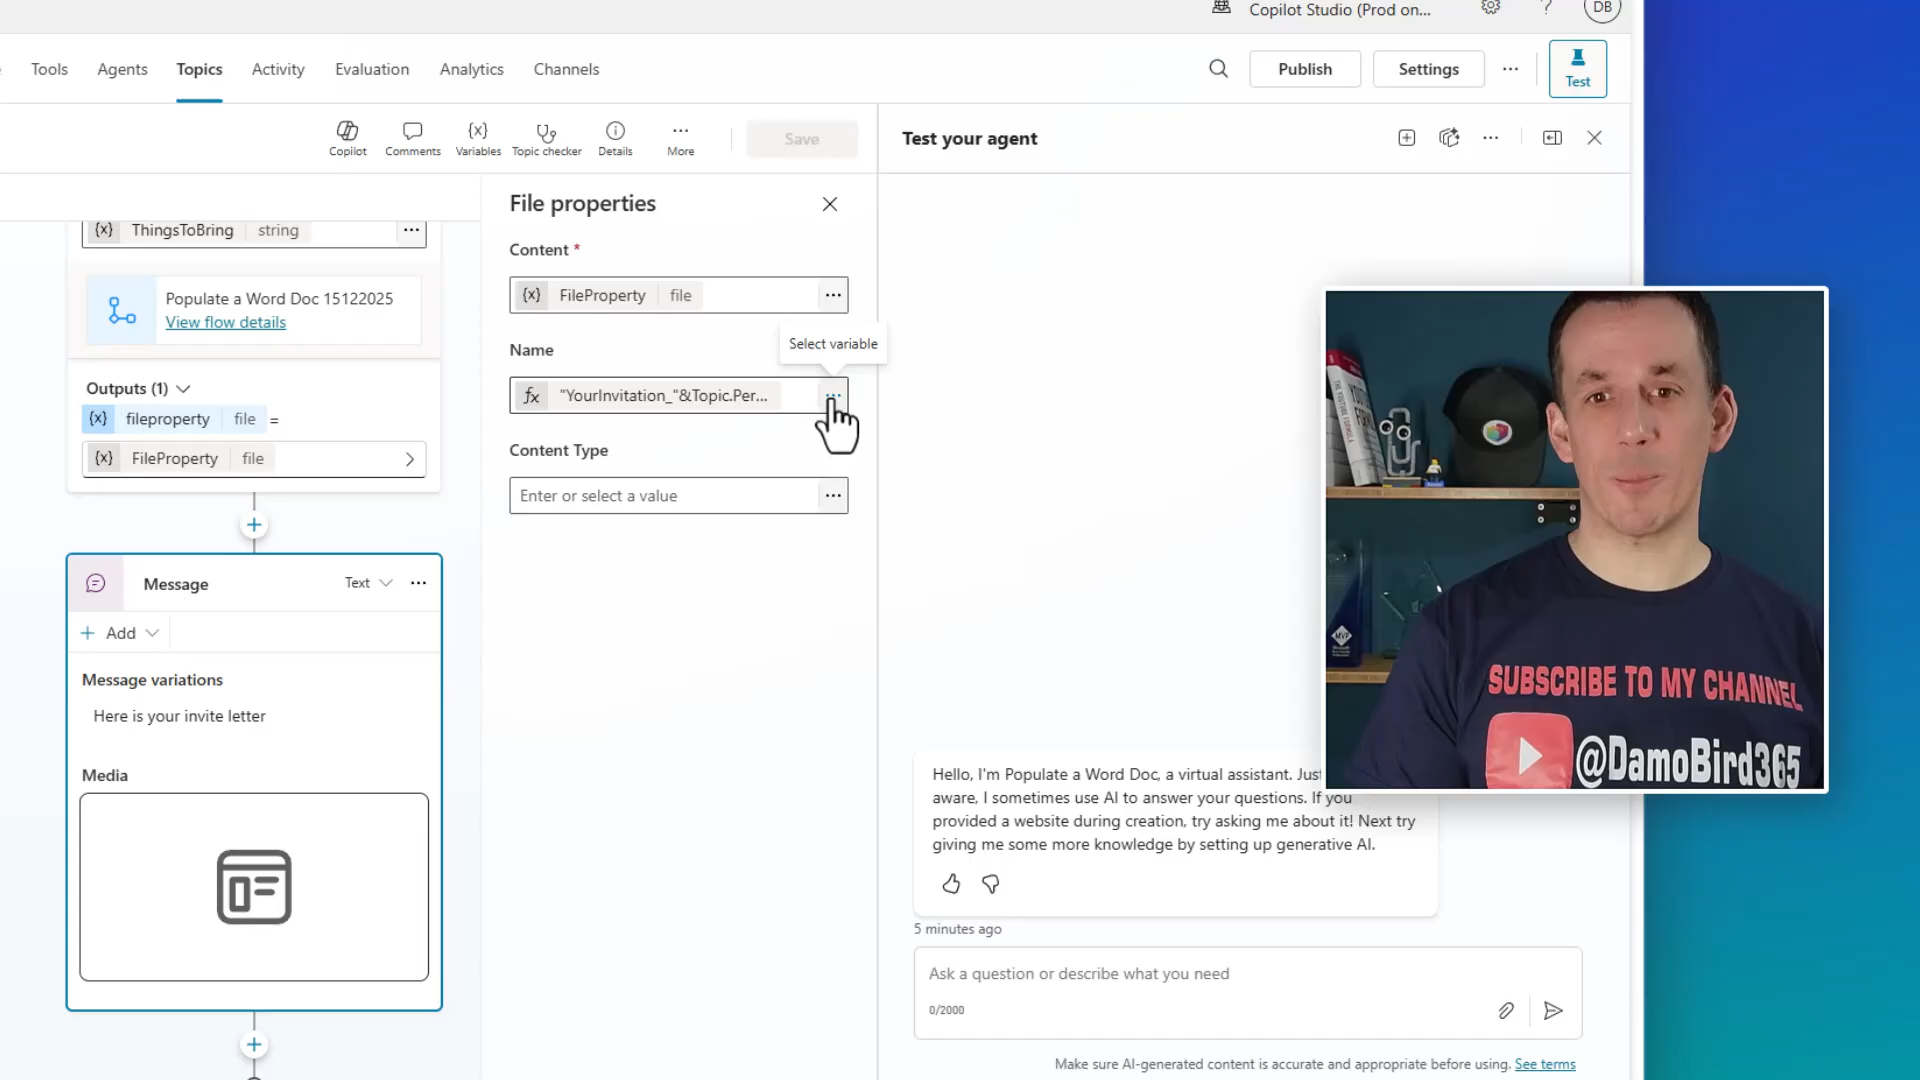 Copilot Studio (Prod on...
?
DB
Tools
Agents
Topics
Activity
Evaluation
Analytics
Channels
Publish
Settings
Test
Copilot
Comments
{x}
Variables
Topic checker
Details
More
Save
Test your agent
{x} ThingsToBring string
Populate a Word Doc 15122025
View flow details
Outputs (1)
{x} fileproperty file =
{x} FileProperty file
Message
Text
+ Add
Message variations
Here is your invite letter
Media
File properties
Content *
{x} FileProperty file
Select variable
Name
fx "YourInvitation_"&Topic.Per...
Content Type
Enter or select a value
Hello, I'm Populate a Word Doc, a virtual assistant. Just
aware, I sometimes use AI to answer your questions. If you
provided a website during creation, try asking me about it! Next try
giving me some more knowledge by setting up generative AI.
5 minutes ago
Ask a question or describe what you need
0/2000
Make sure AI-generated content is accurate and appropriate before using. See terms
MVP
SUBSCRIBE TO MY CHANNEL
@DamoBird365